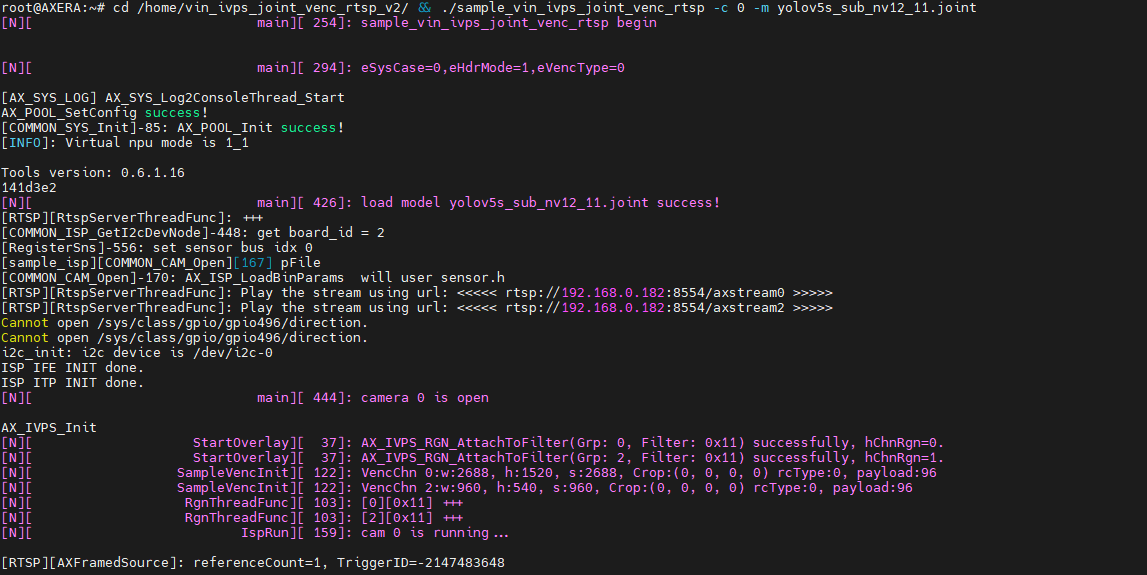 root@AXERA:~# cd /home/vin_ivps_joint_venc_rtsp_v2/ && ./sample_vin_ivps_joint_venc_rtsp -c 0 -m yolov5s_sub_nv12_11.joint
[N][                            main][ 254]: sample_vin_ivps_joint_venc_rtsp begin
[N][                            main][ 294]: eSysCase=0,eHdrMode=1,eVencType=0
[AX_SYS_LOG] AX_SYS_Log2ConsoleThread_Start
AX_POOL_SetConfig success!
[COMMON_SYS_Init]-85: AX_POOL_Init success!
[INFO]: Virtual npu mode is 1_1
Tools version: 0.6.1.16
141d3e2
[N][                            main][ 426]: load model yolov5s_sub_nv12_11.joint success!
[RTSP][RtspServerThreadFunc]: +++
[COMMON_ISP_GetI2cDevNode]-448: get board_id = 2
[RegisterSns]-556: set sensor bus idx 0
[sample_isp][COMMON_CAM_Open][167] pFile
[COMMON_CAM_Open]-170: AX_ISP_LoadBinParams  will user sensor.h
[RTSP][RtspServerThreadFunc]: Play the stream using url: <<<<< rtsp://192.168.0.182:8554/axstream0 >>>>>
[RTSP][RtspServerThreadFunc]: Play the stream using url: <<<<< rtsp://192.168.0.182:8554/axstream2 >>>>>
Cannot open /sys/class/gpio/gpio496/direction.
Cannot open /sys/class/gpio/gpio496/direction.
i2c_init: i2c device is /dev/i2c-0
ISP IFE INIT done.
ISP ITP INIT done.
[N][                            main][ 444]: camera 0 is open
AX_IVPS_Init
[N][                    StartOverlay][  37]: AX_IVPS_RGN_AttachToFilter(Grp: 0, Filter: 0x11) successfully, hChnRgn=0.
[N][                    StartOverlay][  37]: AX_IVPS_RGN_AttachToFilter(Grp: 2, Filter: 0x11) successfully, hChnRgn=1.
[N][                  SampleVencInit][ 122]: VencChn 0:w:2688, h:1520, s:2688, Crop:(0, 0, 0, 0) rcType:0, payload:96
[N][                  SampleVencInit][ 122]: VencChn 2:w:960, h:540, s:960, Crop:(0, 0, 0, 0) rcType:0, payload:96
[N][                   RgnThreadFunc][ 103]: [0][0x11] +++
[N][                   RgnThreadFunc][ 103]: [2][0x11] +++
[N][                          IspRun][ 159]: cam 0 is running...
[RTSP][AXFramedSource]: referenceCount=1, TriggerID=-2147483648